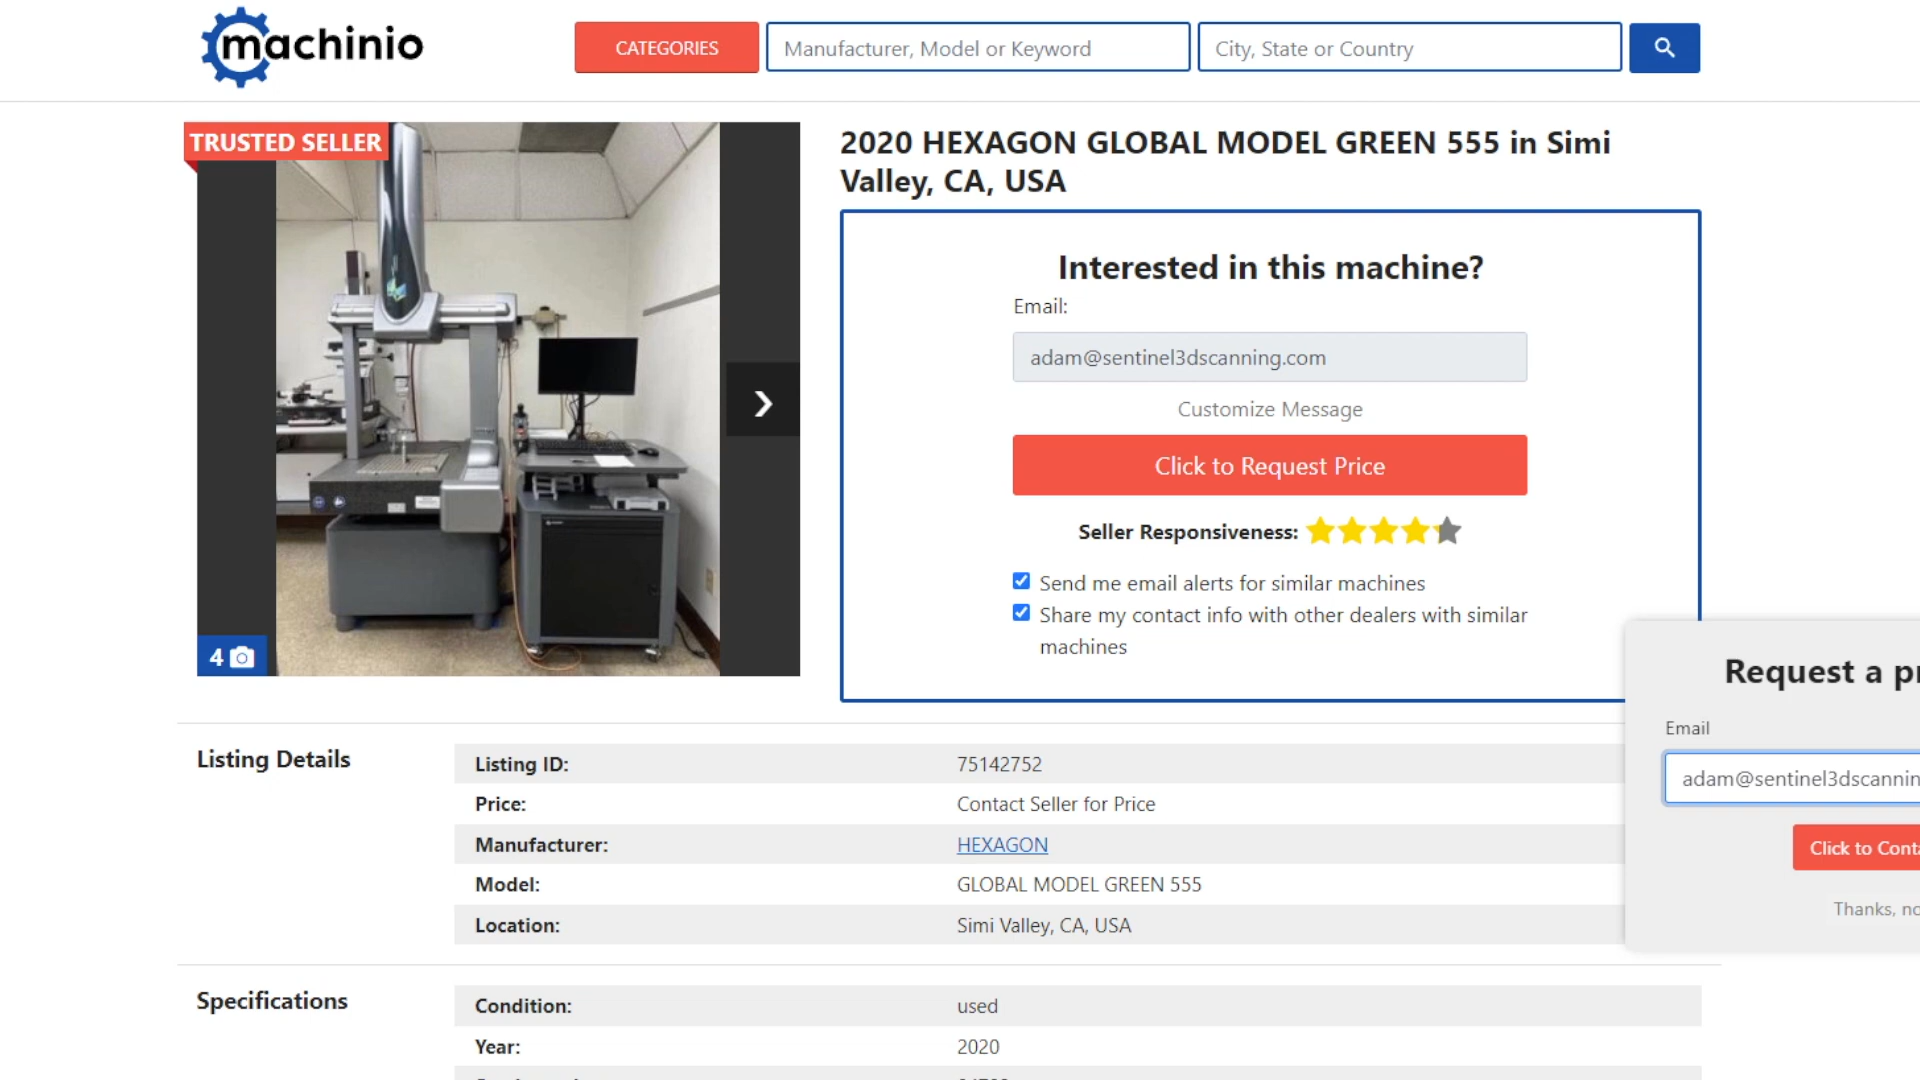 machinio
CATEGORIES
Manufacturer, Model or Keyword
City, State or Country
TRUSTED SELLER
4
2020 HEXAGON GLOBAL MODEL GREEN 555 in Simi
Valley, CA, USA
Interested in this machine?
Email:
adam@sentinel3dscanning.com
Customize Message
Click to Request Price
Seller Responsiveness:
Send me email alerts for similar machines
Share my contact info with other dealers with similar
machines
Request a pr
Email
adam@sentinel3dscannin
Click to Conta
Thanks, no
Listing Details
Listing ID: 75142752
Price: Contact Seller for Price
Manufacturer: HEXAGON
Model: GLOBAL MODEL GREEN 555
Location: Simi Valley, CA, USA
Specifications
Condition: used
Year: 2020